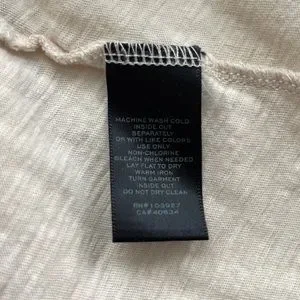 MACHINE WASH COLD
INSIDE OUT
SEPARATELY
OR WITH LIKE COLORS
USE ONLY
NON-CHLORINE
BLEACH WHEN NEEDED
LAY FLAT TO DRY
WARM IRON
TURN GARMENT
INSIDE OUT
DO NOT DRY CLEAN
RN#103927
CA#40534